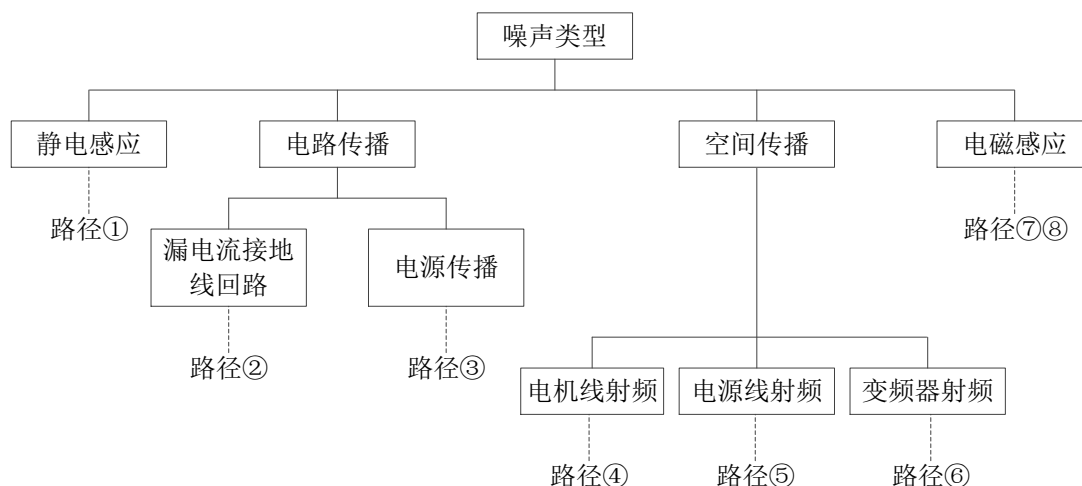 噪声类型
静电感应
电路传播
空间传播
电磁感应
路径①
路径⑦⑧
漏电流接地
线回路
电源传播
路径②
路径③
电机线射频
电源线射频
变频器射频
路径④
路径⑤
路径⑥